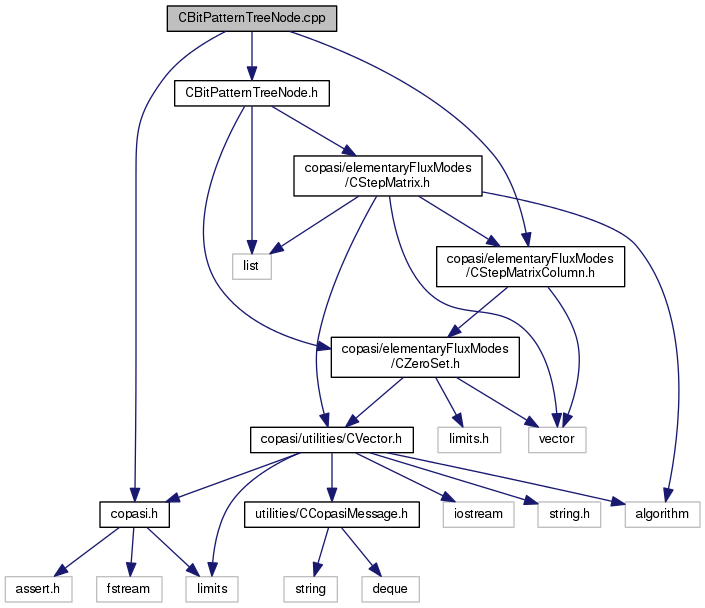 CBitPatternTreeNode.cpp
CBitPatternTreeNode.h
copasi/elementaryFluxModes
/CStepMatrix.h
list
copasi/elementaryFluxModes
/CStepMatrixColumn.h
copasi/elementaryFluxModes
/CZeroSet.h
copasi/utilities/CVector.h
limits.h
vector
copasi.h
utilities/CCopasiMessage.h
iostream
string.h
algorithm
assert.h
fstream
limits
string
deque